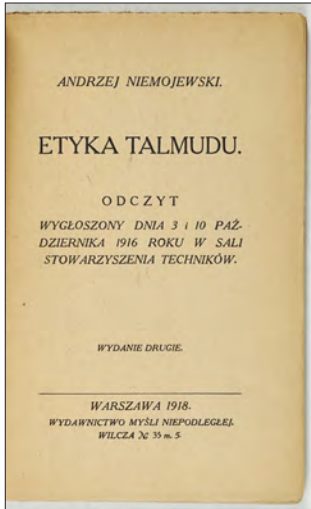 ANDRZEJ NIEMOJEWSKI.
ETYKA TALMUDU.
ODCZYT
WYGŁOSZONY DNIA 3 i 10 PAŹ-
DZIERNIKA 1916 ROKU W SALI
STOWARZYSZENIA TECHNIKÓW.
WYDANIE DRUGIE.
WARSZAWA 1918.
WYDAWNICTWO MYŚLI NIEPODLEGŁEJ.
WILCZA № 35 m. 5.